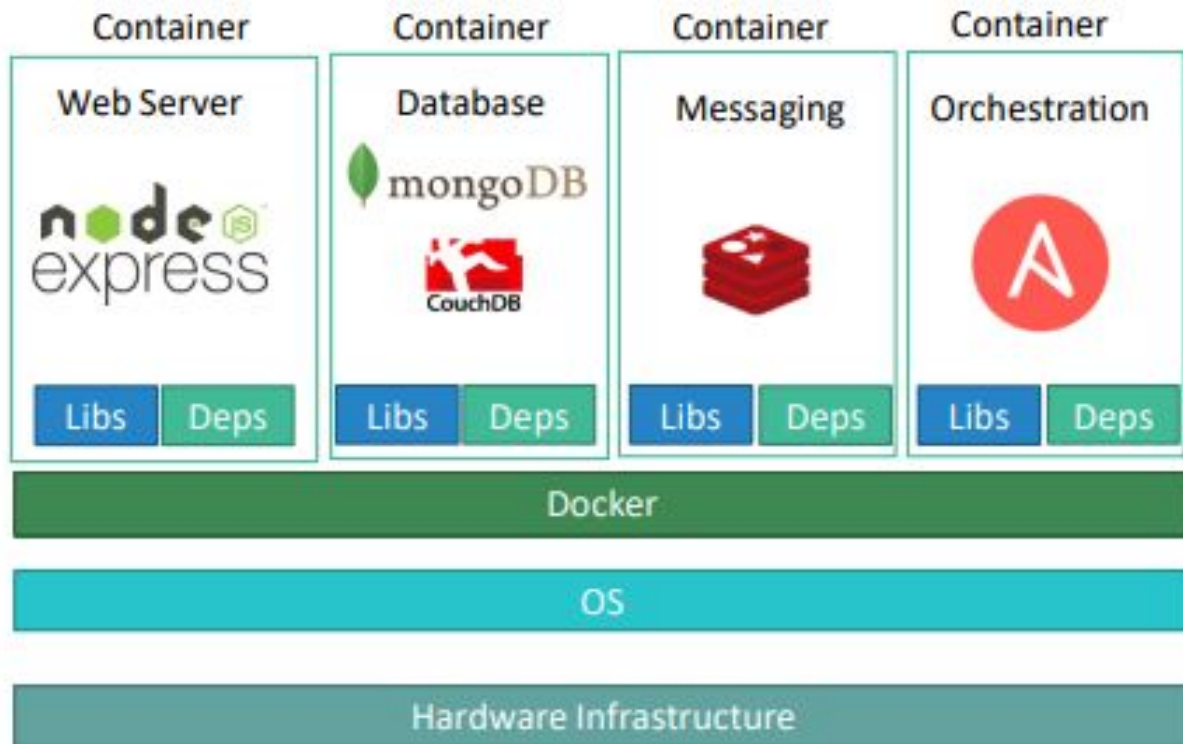 Container
Container
Container
Container
Web Server
Database
Messaging
Orchestration
node JS
express
mongoDB
CouchDB
A
Libs
Deps
Libs
Deps
Libs
Deps
Libs
Deps
Docker
OS
Hardware Infrastructure